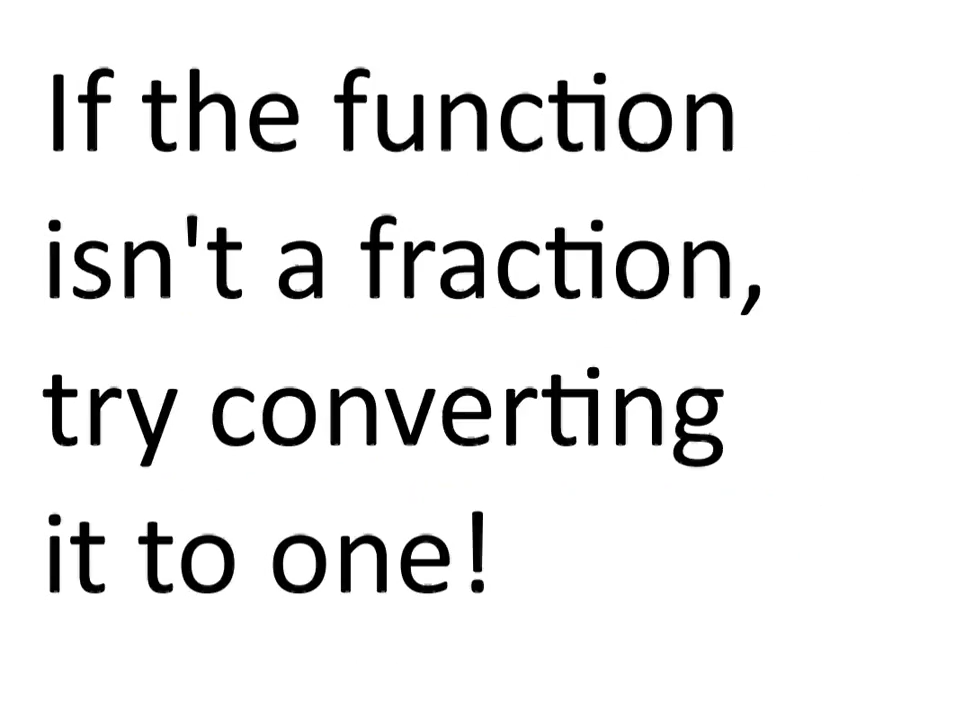 If the function
isn't a fraction,
try converting
it to one!